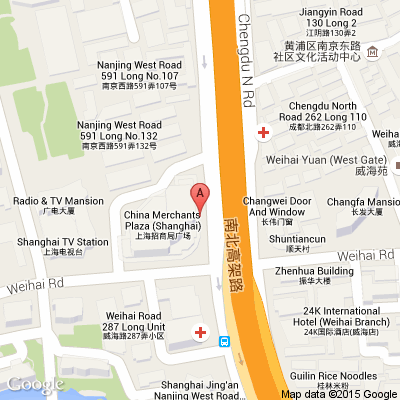 Jiangyin Road
130 Long 2
江阴路130弄2
Nanjing West Road
591 Long No.107
南京西路591弄107号
Chengdu N Rd
黄浦区南京东路
社区文化活动中心
Chengdu North
Road 262 Long 110
成都北路262弄110
Nanjing West Road
591 Long No.132
南京西路591弄132号
Weihai
威海
Weihai Yuan (West Gate)
威海苑
A
Radio & TV Mansion
广电大厦
China Merchants
Plaza (Shanghai)
上海招商局广场
Changwei Door
And Window
长伟门窗
Changfa Mansion
长发大厦
南北高架路
Shanghai TV Station
上海电视台
Shuntiancun
顺天村
Weihai Rd
Zhenhua Building
振华大楼
Weihai Rd
Weihai Road
287 Long Unit
威海路287弄小区
24K International
Hotel (Weihai Branch)
24K国际酒店(威海店)
Shanghai Jing'an
Nanjing West Road
Guilin Rice Noodles
桂林米粉
Map data ©2015 Google